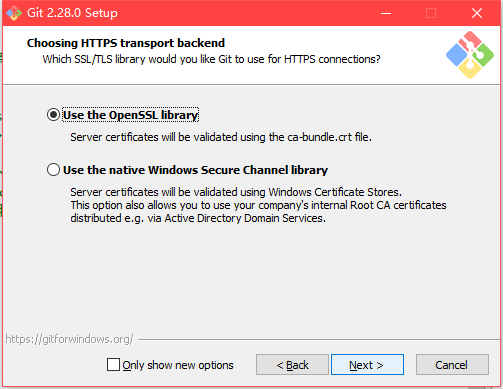 Git 2.28.0 Setup
Choosing HTTPS transport backend
Which SSL/TLS library would you like Git to use for HTTPS connections?
Use the OpenSSL library
Server certificates will be validated using the ca-bundle.crt file.
Use the native Windows Secure Channel library
Server certificates will be validated using Windows Certificate Stores.
This option also allows you to use your company's internal Root CA certificates
distributed e.g. via Active Directory Domain Services.
https://gitforwindows.org/
Only show new options
< Back
Next >
Cancel